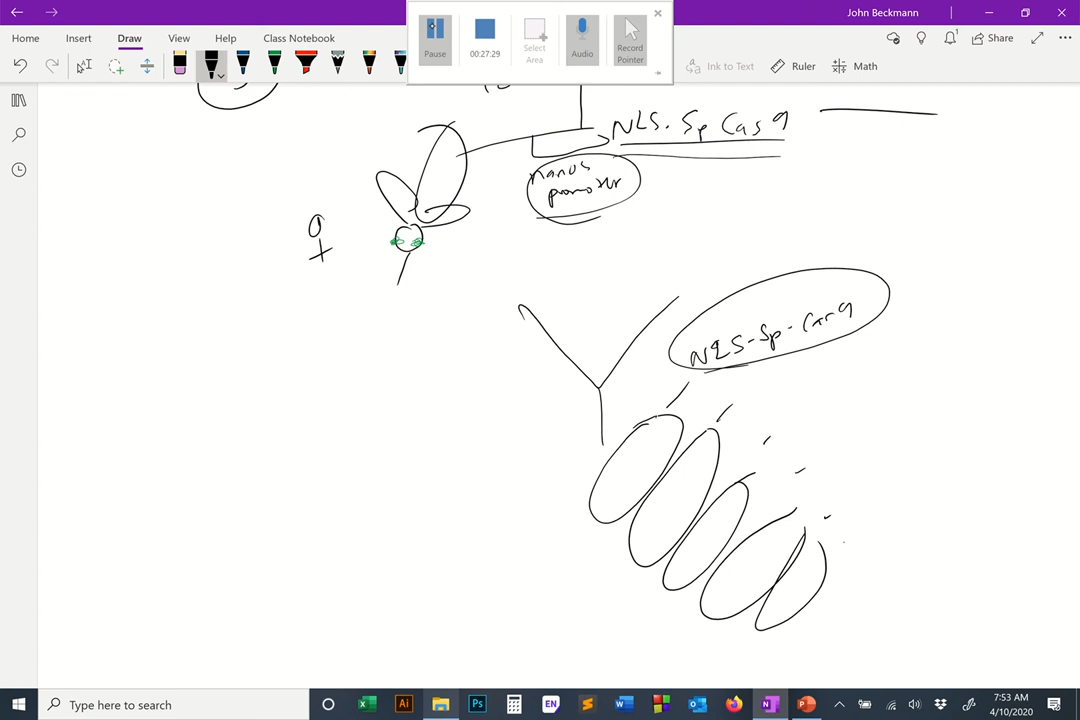 John Beckmann
Home
Insert
Draw
View
Help
Class Notebook
Share
Pause
00:27:29
Select
Area
Audio
Record
Pointer
Ink to Text
Ruler
Math
NLS. Sp Cas 9
nanos
promoter
NLS-Sp-Cas9
Type here to search
7:53 AM
4/10/2020